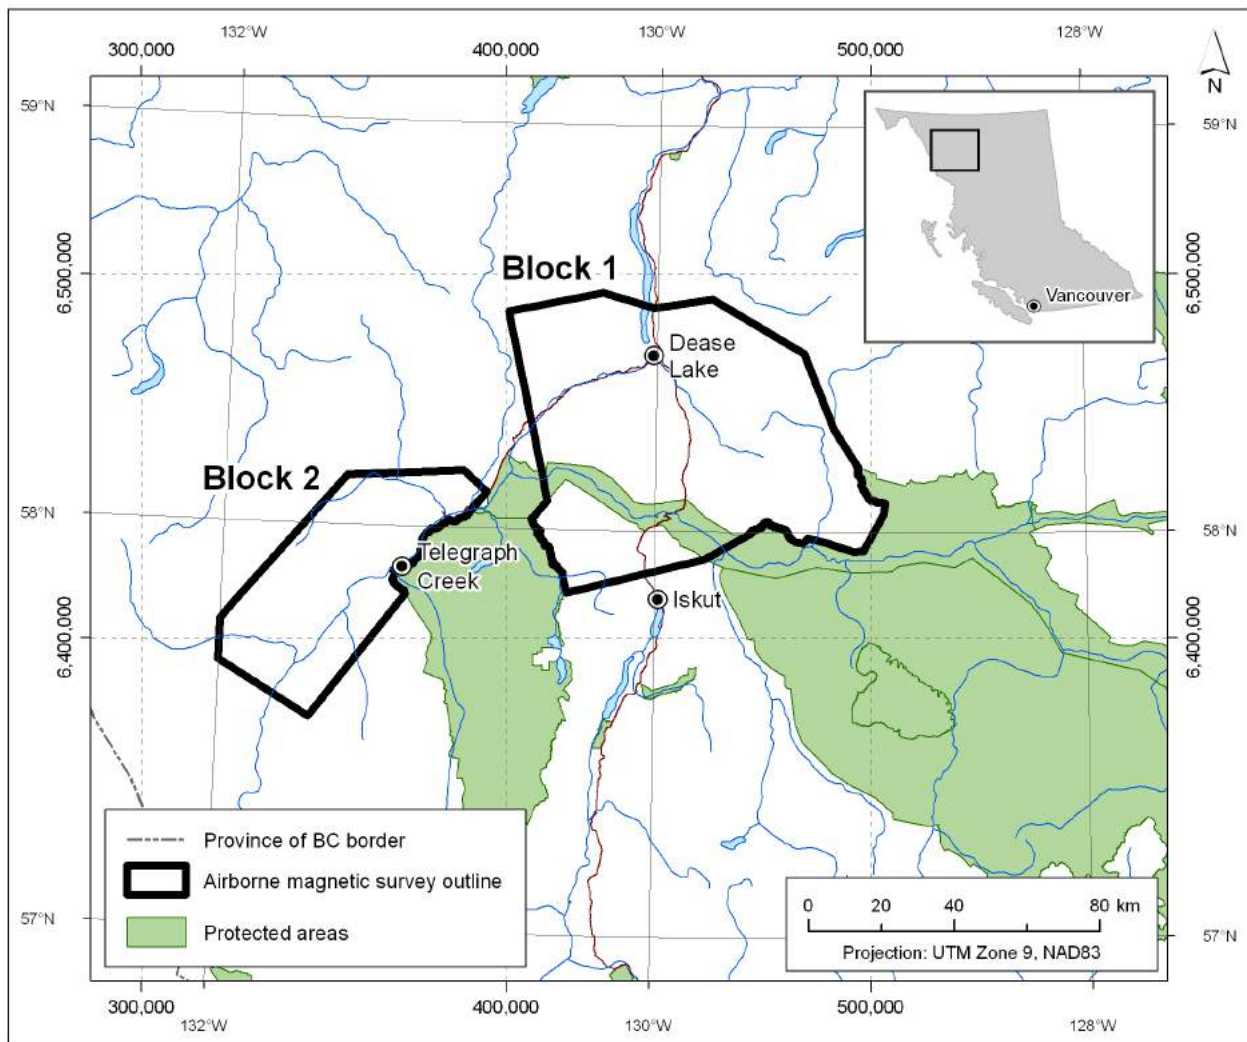 132°W
130°W
128°W
300,000
400,000
500,000
N
59°N
59°N
Vancouver
6,500,000
6,500,000
Block 1
Dease
Lake
Block 2
58°N
58°N
Telegraph
Creek
Iskut
6,400,000
6,400,000
Province of BC border
Airborne magnetic survey outline
Protected areas
0 20 40 80 km
Projection: UTM Zone 9, NAD83
57°N
57°N
300,000
400,000
500,000
132°W
130°W
128°W